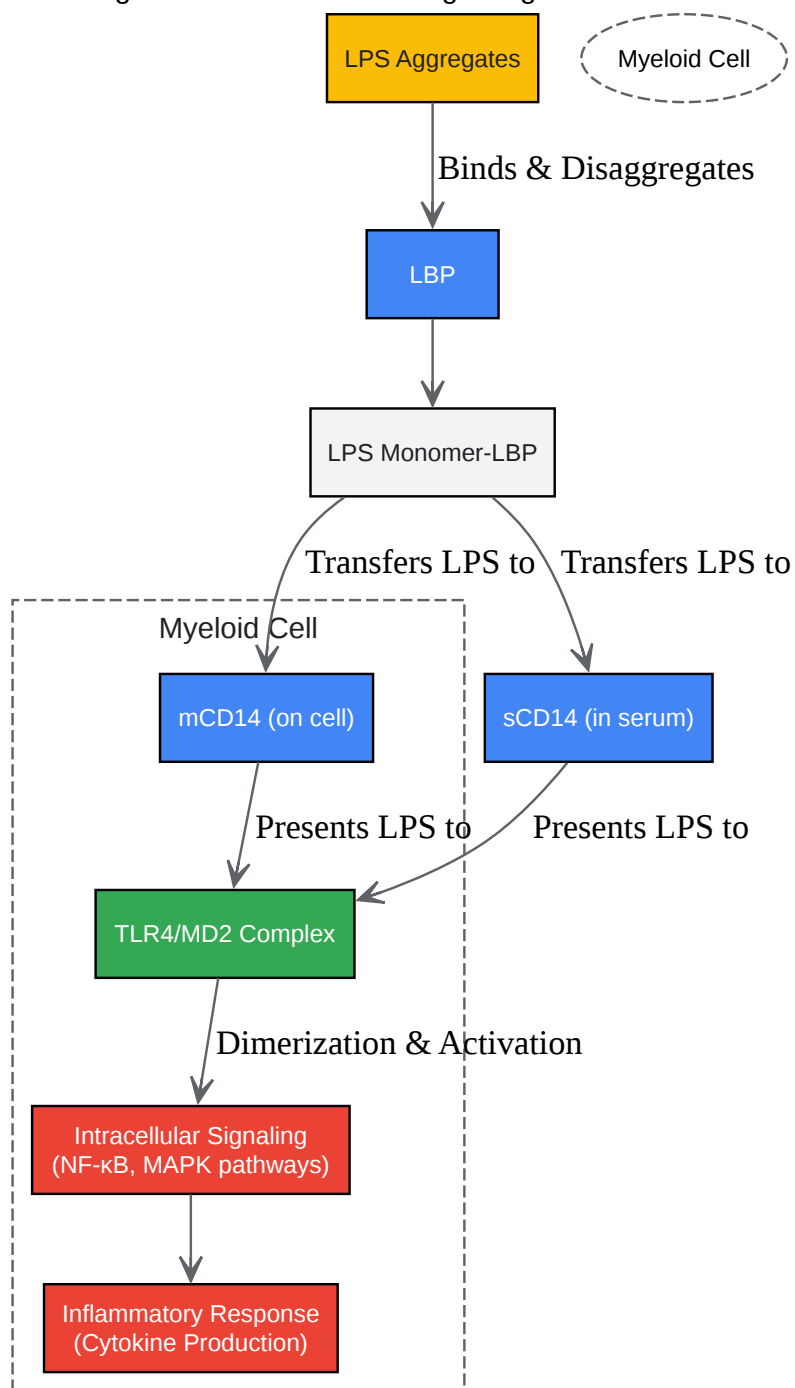 LPS Aggregates
Myeloid Cell
Binds & Disaggregates
LBP
LPS Monomer-LBP
Transfers LPS to
Transfers LPS to
Myeloid Cell
mCD14 (on cell)
sCD14 (in serum)
Presents LPS to
Presents LPS to
TLR4/MD2 Complex
Dimerization & Activation
Intracellular Signaling
(NF-κB, MAPK pathways)
Inflammatory Response
(Cytokine Production)